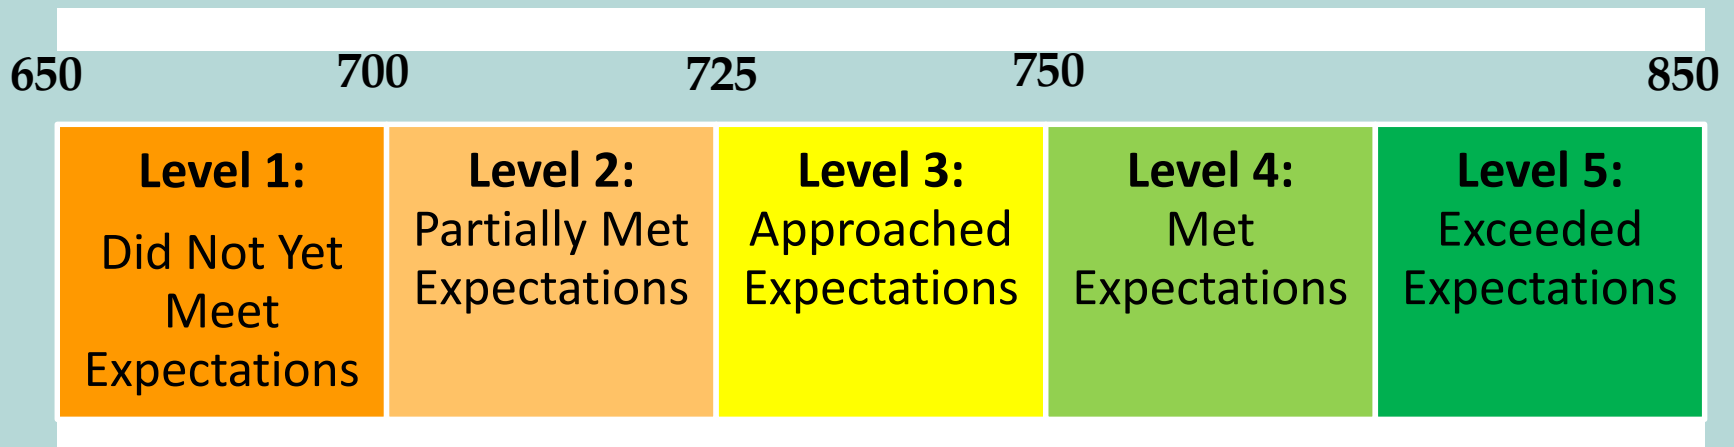 650 700 725 750 850
Level 1:
Did Not Yet
Meet
Expectations
Level 2:
Partially Met
Expectations
Level 3:
Approached
Expectations
Level 4:
Met
Expectations
Level 5:
Exceeded
Expectations